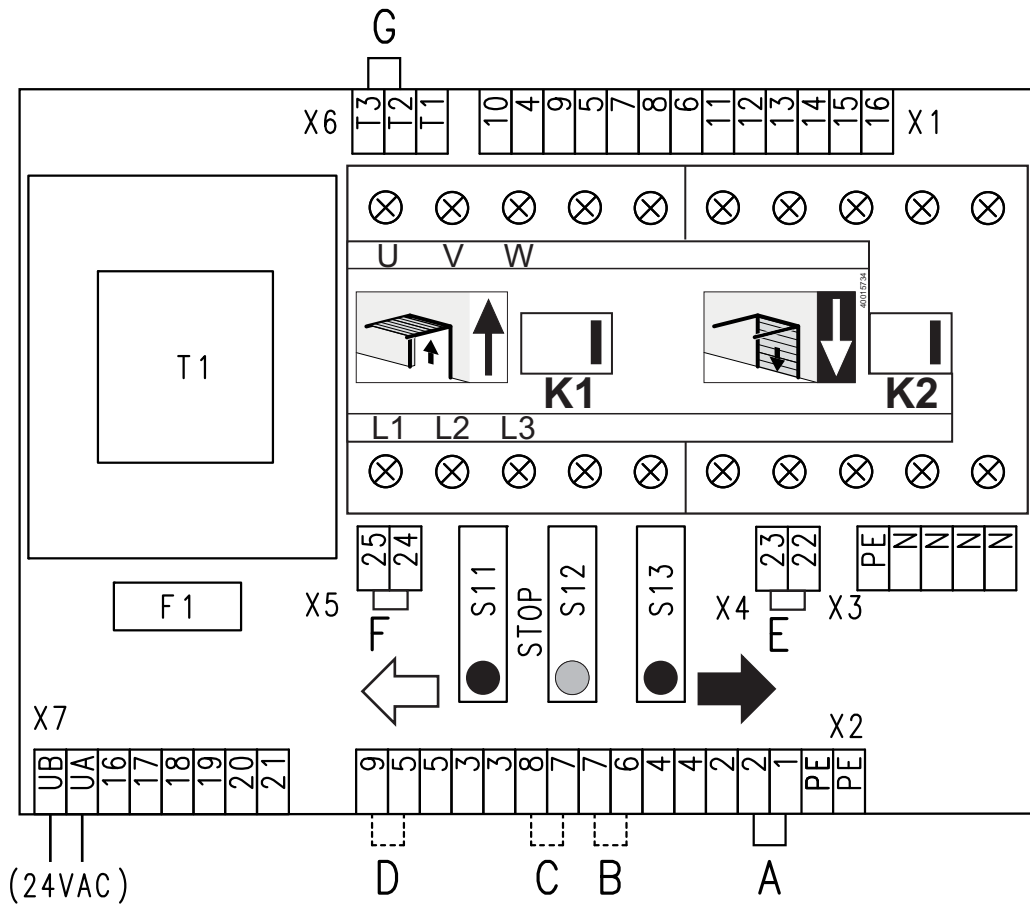 G
X6 T3 T2 T1 10 4 9 5 7 8 6 11 12 13 14 15 16 X1
U V W
40015734
T1
K1 K2
L1 L2 L3
25 24 23 22 PE N N N N
F1 X5 F S11 STOP S12 S13 X4 E X3
X7 X2
UB UA 16 17 18 19 20 21 9 5 5 3 3 8 7 7 6 4 4 2 2 1 PE PE
(24VAC) D C B A